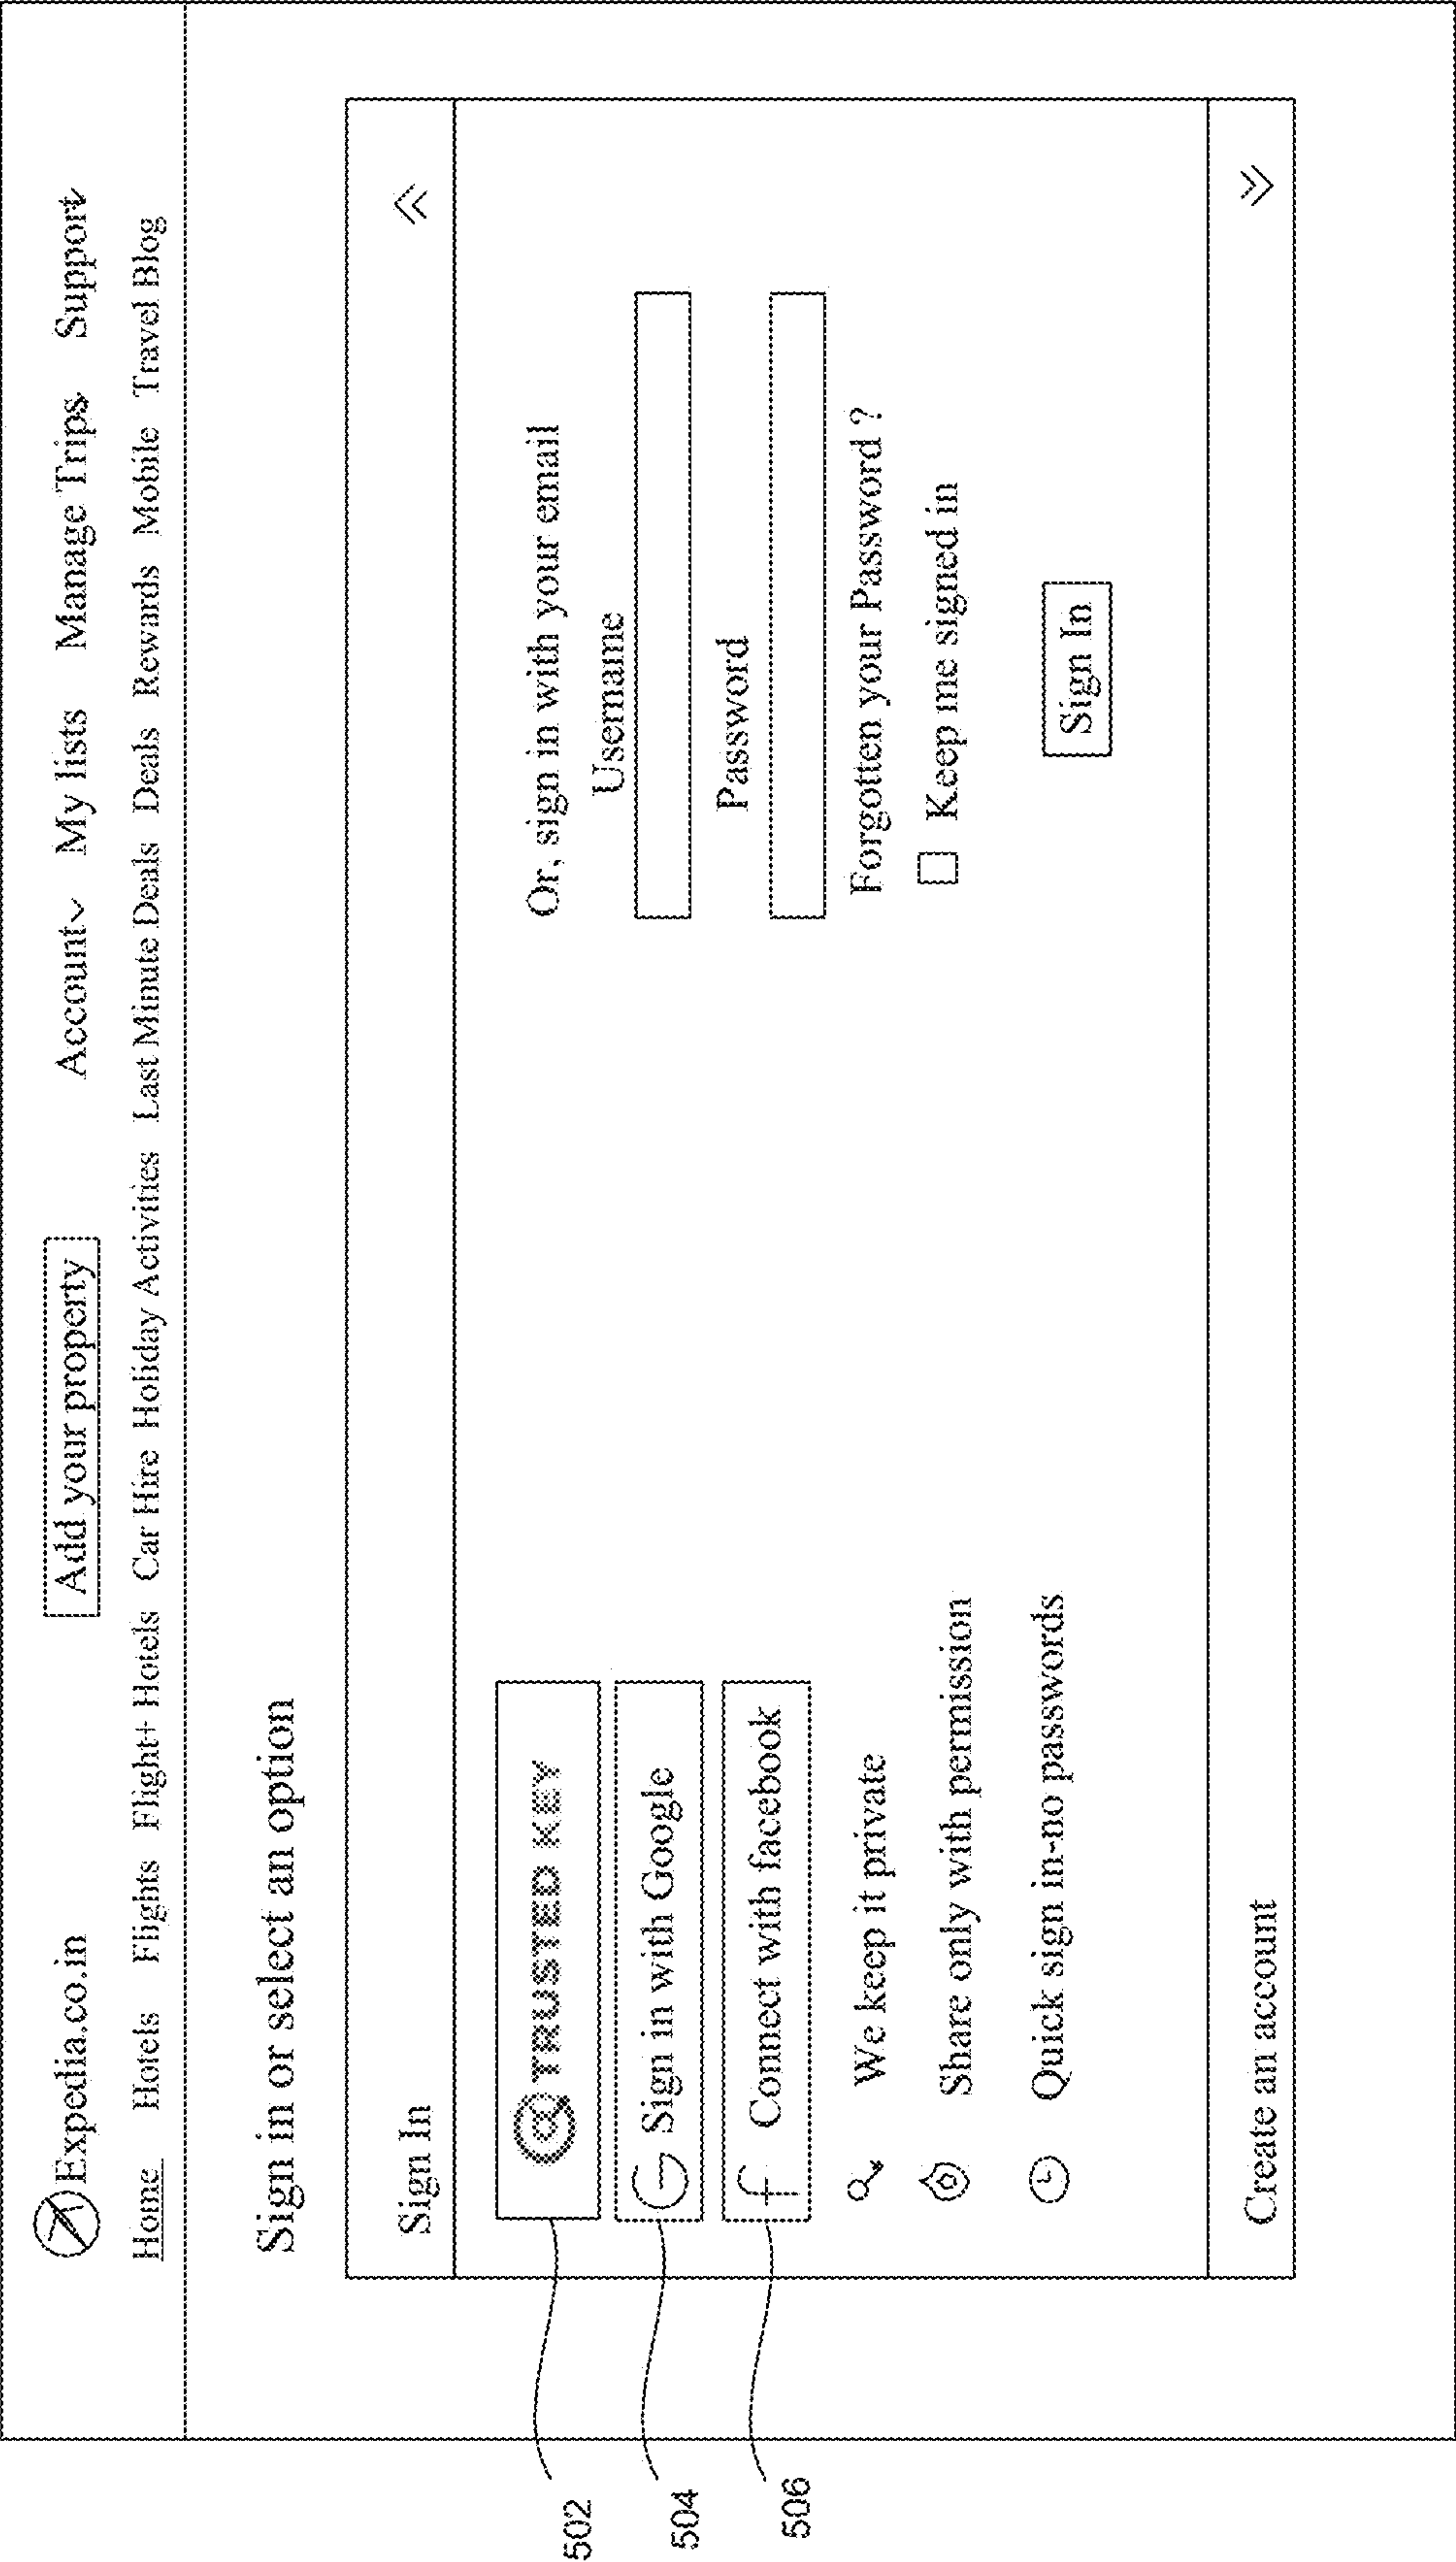 Expedia.co.in Add your property Account My lists Manage Trips Support
Home Hotels Flights Flight+ Hotels Car Hire Holiday Activities Last Minute Deals Deals Rewards Mobile Travel Blog
Sign in or select an option
Sign In
TRUSTED KEY
Sign in with Google
Connect with facebook
We keep it private
Share only with permission
Quick sign in-no passwords
Or, sign in with your email
Username
Password
Forgotten your Password ?
Keep me signed in
Sign In
Create an account
502
504
506